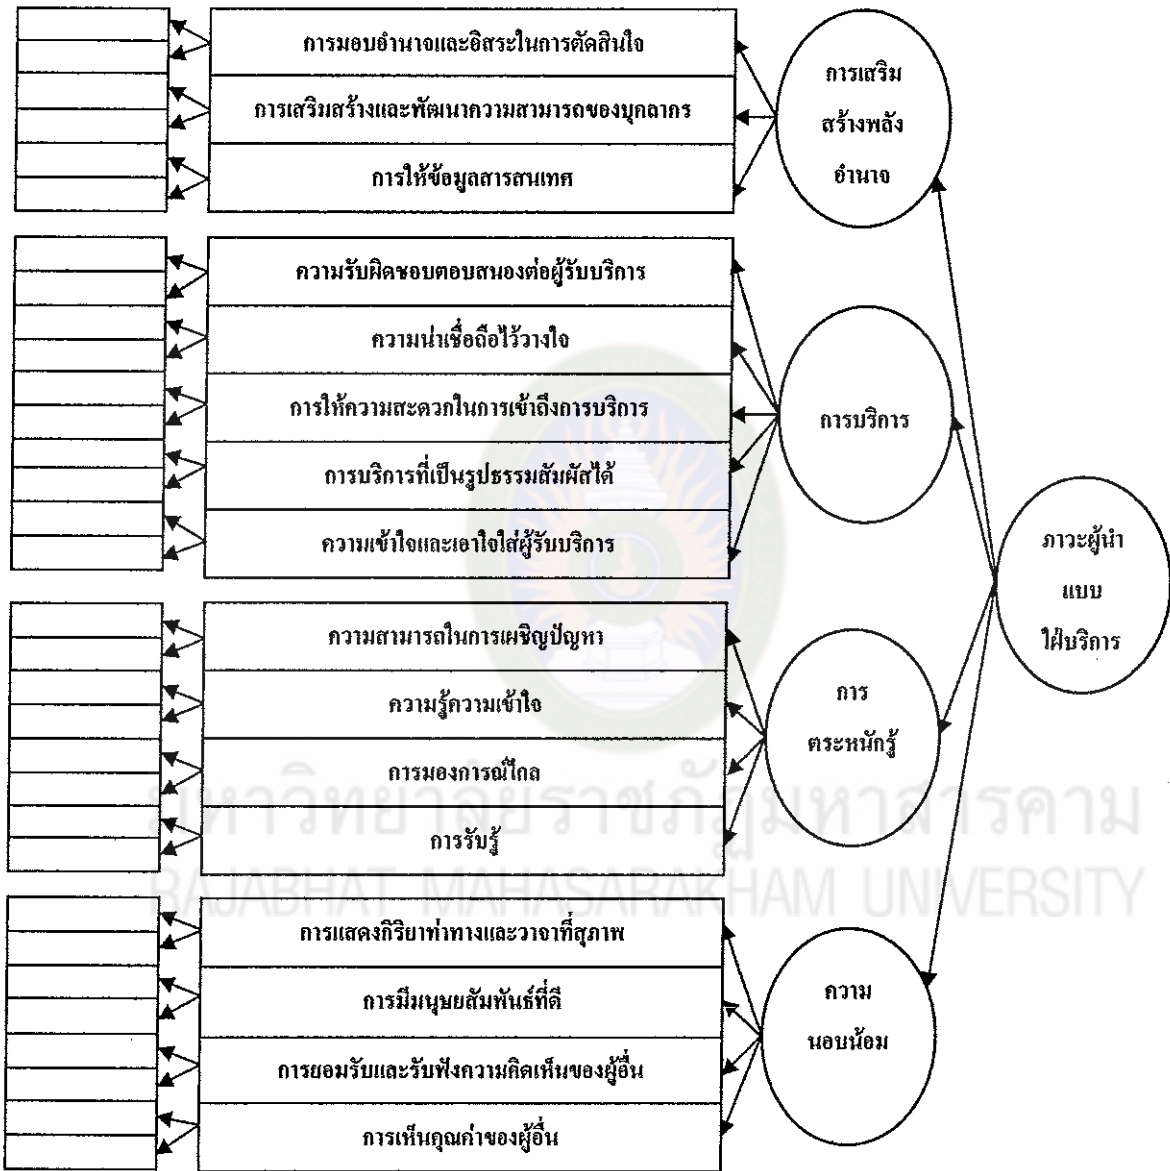 การมอบอำนาจและอิสระในการตัดสินใจ
การเสริมสร้างและพัฒนาความสามารถของบุคลากร
การให้ข้อมูลสารสนเทศ
การเสริม
สร้างพลัง
อำนาจ
ความรับผิดชอบตอบสนองต่อผู้รับบริการ
ความน่าเชื่อถือไว้วางใจ
การให้ความสะดวกในการเข้าถึงการบริการ
การบริการที่เป็นรูปธรรมสัมผัสได้
ความเข้าใจและเอาใจใส่ผู้รับบริการ
การบริการ
ภาวะผู้นำ
แบบ
ใฝ่บริการ
ความสามารถในการเผชิญปัญหา
ความรู้ความเข้าใจ
การมองการณ์ไกล
การรับรู้
การ
ตระหนักรู้
มหาวิทยาลัยราชภัฏมหาสารคาม
RAJABHAT MAHASARAKHAM UNIVERSITY
การแสดงกิริยาท่าทางและวาจาที่สุภาพ
การมีมนุษยสัมพันธ์ที่ดี
การยอมรับและรับฟังความคิดเห็นของผู้อื่น
การเห็นคุณค่าของผู้อื่น
ความ
นอบน้อม